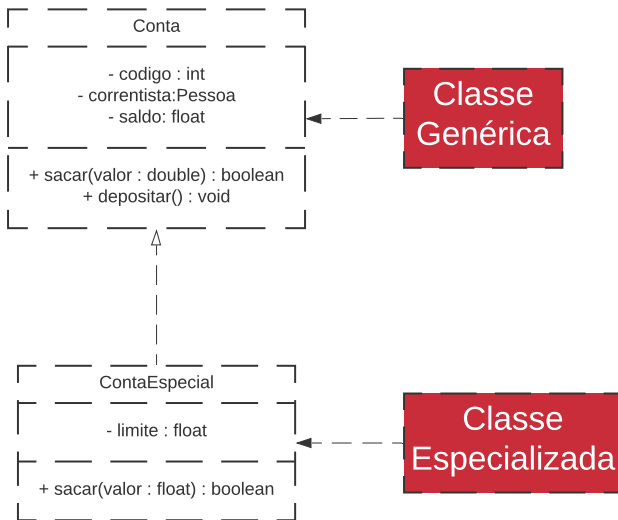 Conta
- codigo : int
- correntista:Pessoa
- saldo: float
+ sacar(valor : double) : boolean
+ depositar() : void
Classe
Genérica
ContaEspecial
- limite : float
+ sacar(valor : float) : boolean
Classe
Especializada